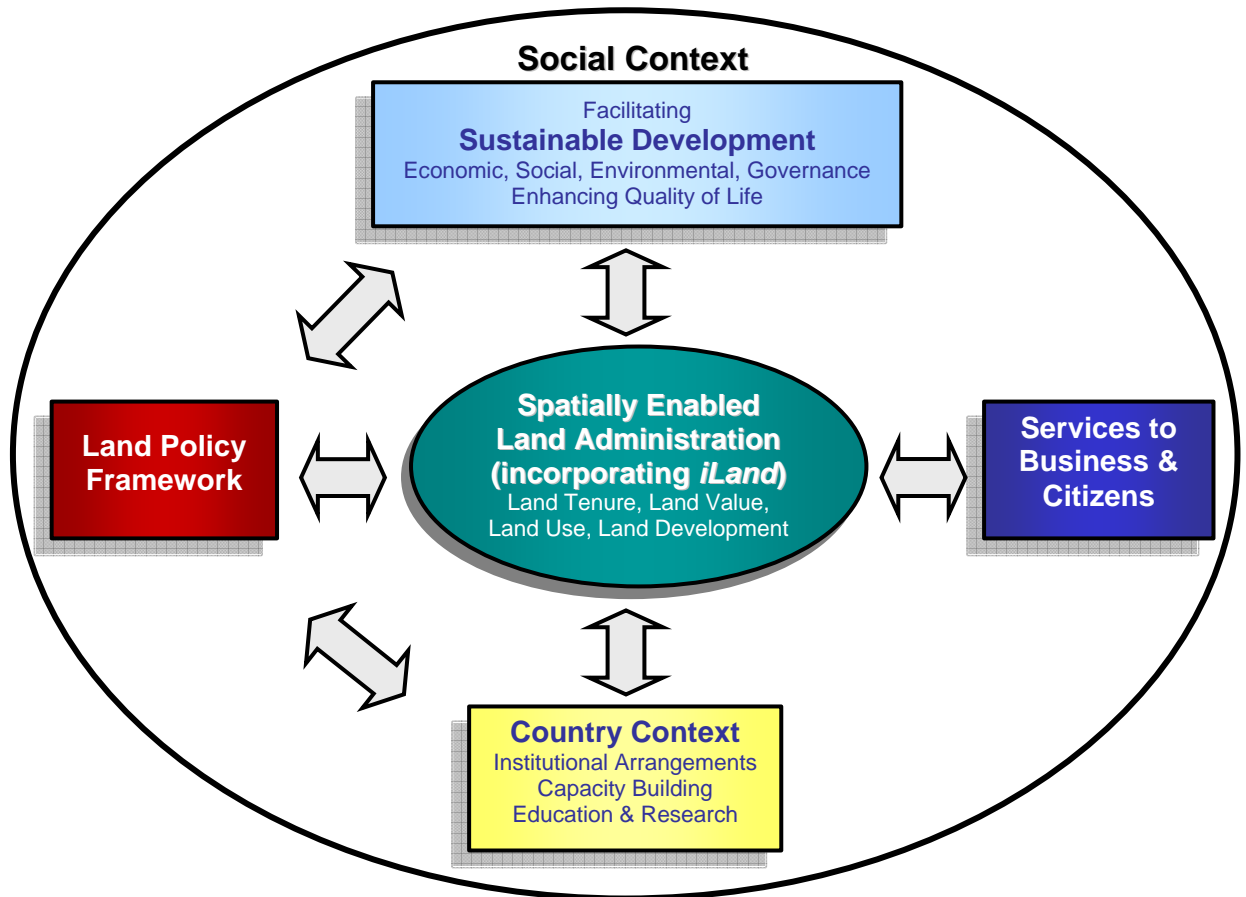 Social Context
Facilitating
Sustainable Development
Economic, Social, Environmental, Governance
Enhancing Quality of Life
Land Policy
Framework
Spatially Enabled
Land Administration
(incorporating iLand)
Land Tenure, Land Value,
Land Use, Land Development
Services to
Business &
Citizens
Country Context
Institutional Arrangements
Capacity Building
Education & Research